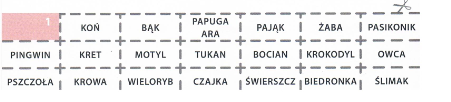 1 KOŃ BĄK PAPUGA ARA PAJĄK ŻABA PASIKONIK
PINGWIN KRET MOTYL TUKAN BOCIAN KROKODYL OWCA
PSZCZOŁA KROWA WIELORYB CZAJKA ŚWIERSZCZ BIEDRONKA ŚLIMAK